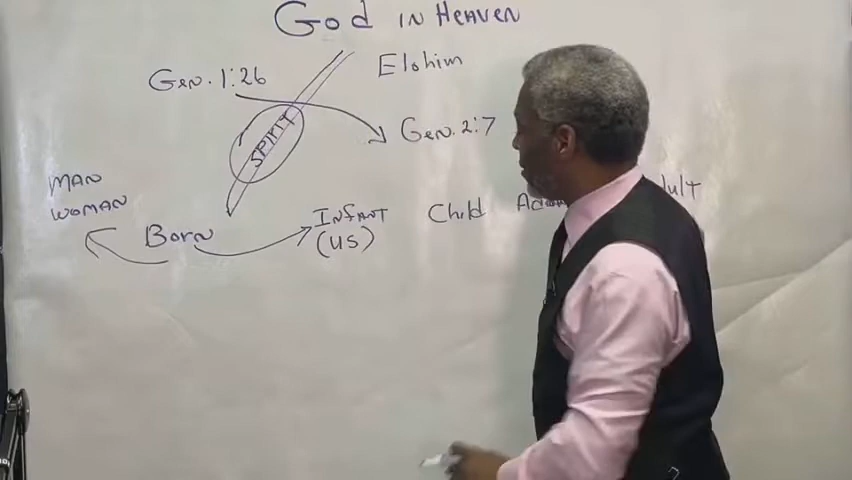 God in Heaven
Elohim
Gen. 1:26
SPIRIT
Gen. 2:7
MAN
WOMAN
Born
INFANT
(US)
Child